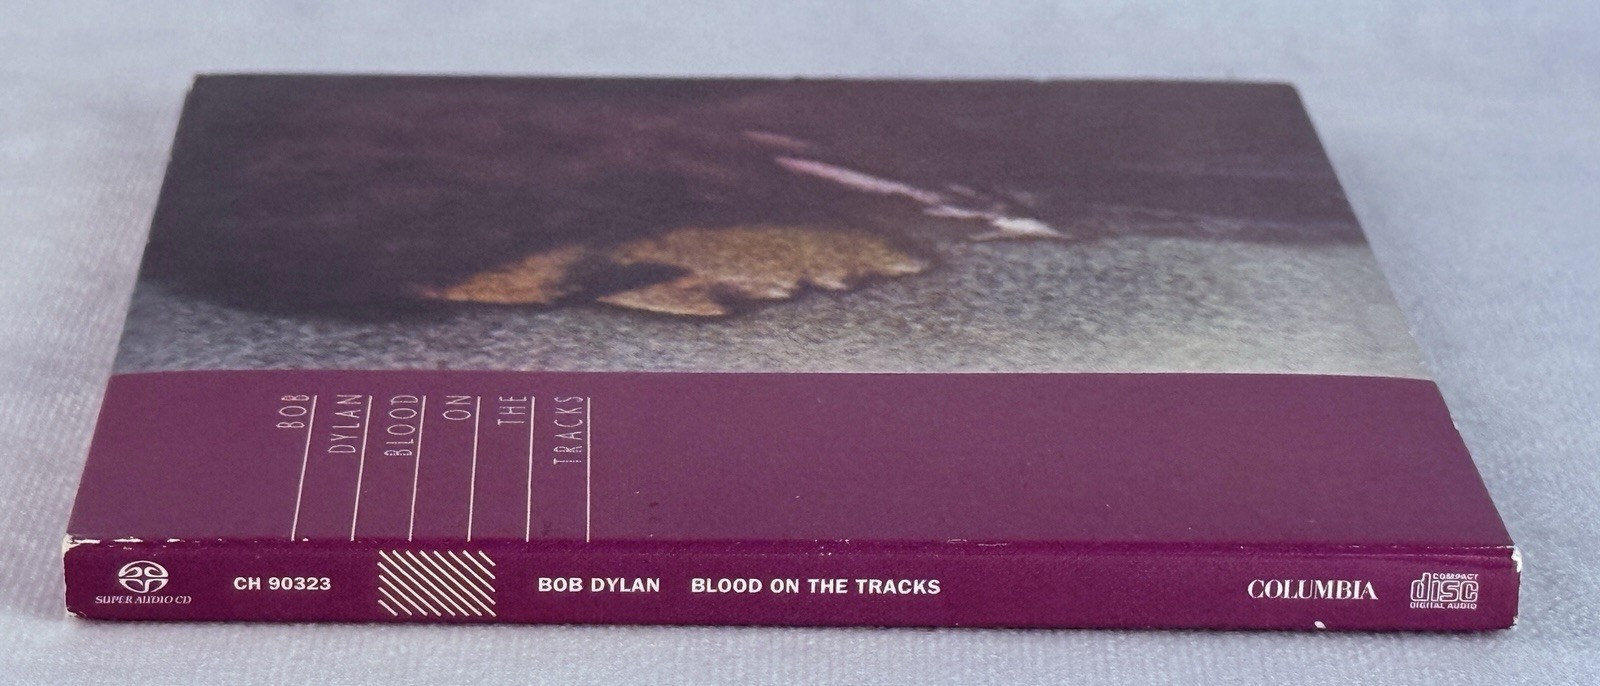 BOB
DYLAN
BLOOD
ON
THE
TRACKS
SUPER AUDIO CD
CH 90323
BOB DYLAN BLOOD ON THE TRACKS
COLUMBIA
COMPACT
disc
DIGITAL AUDIO